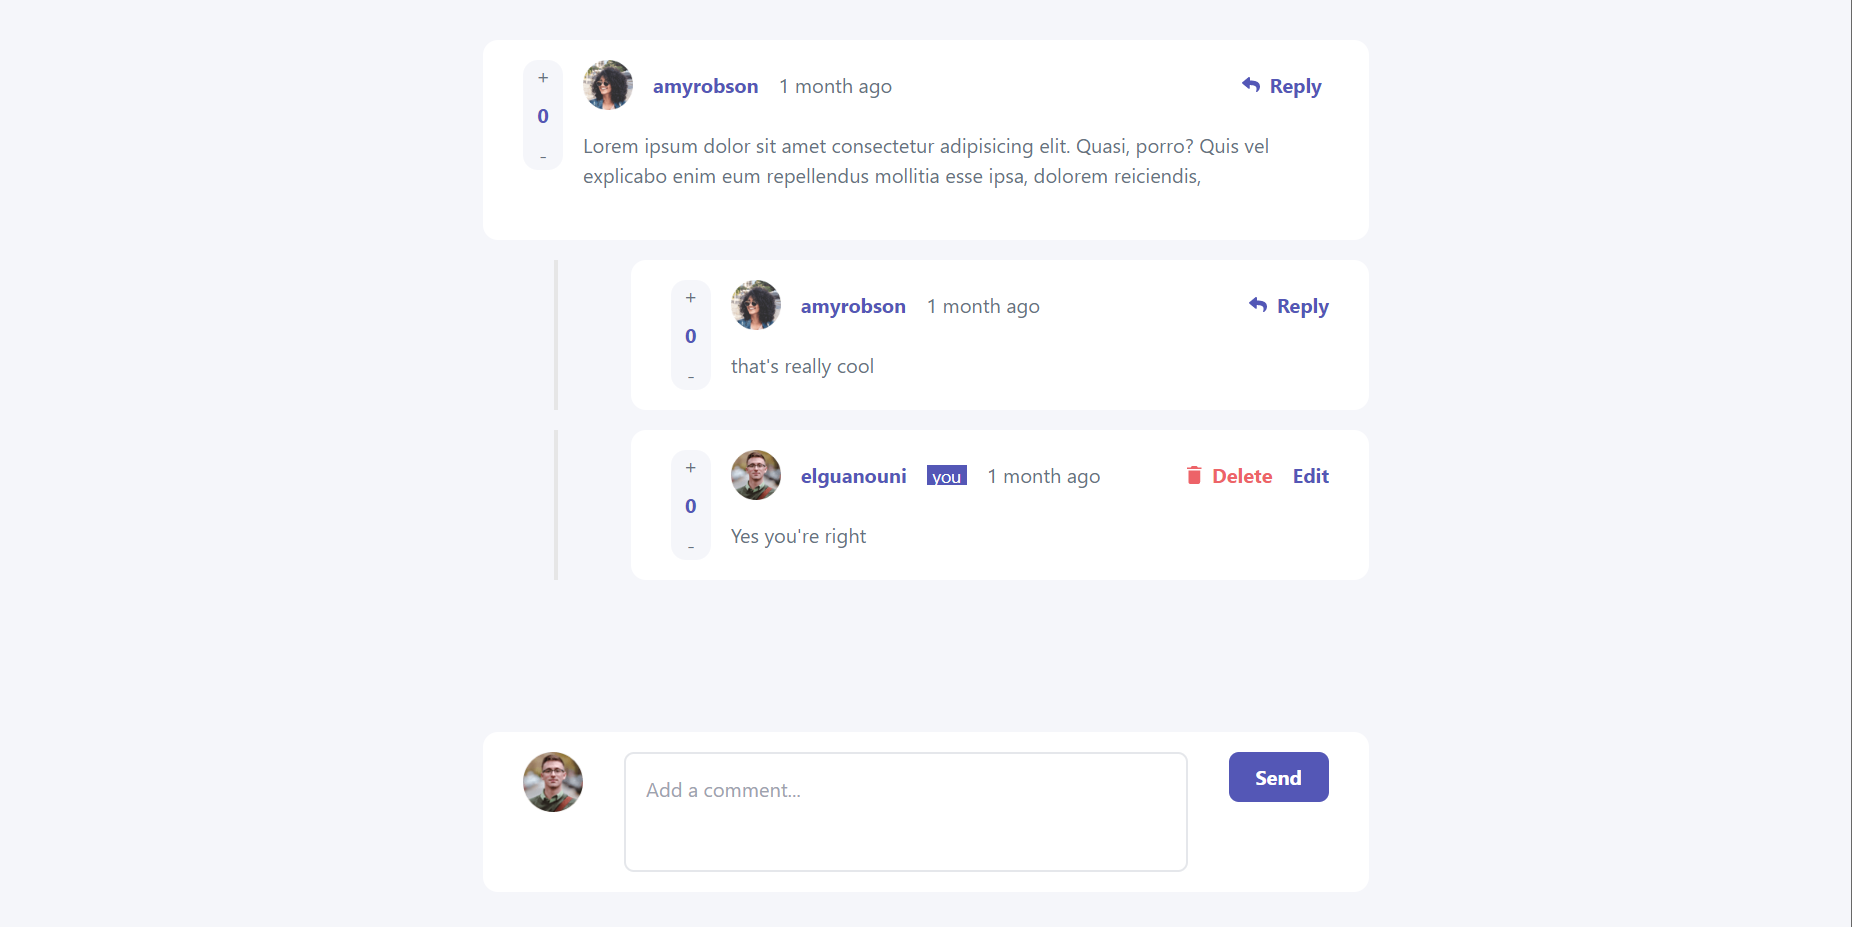 +
0
-
amyrobson 1 month ago Reply
Lorem ipsum dolor sit amet consectetur adipisicing elit. Quasi, porro? Quis vel
explicabo enim eum repellendus mollitia esse ipsa, dolorem reiciendis,
+
0
-
amyrobson 1 month ago Reply
that's really cool
+
0
-
elguanouni you 1 month ago Delete Edit
Yes you're right
Add a comment...
Send